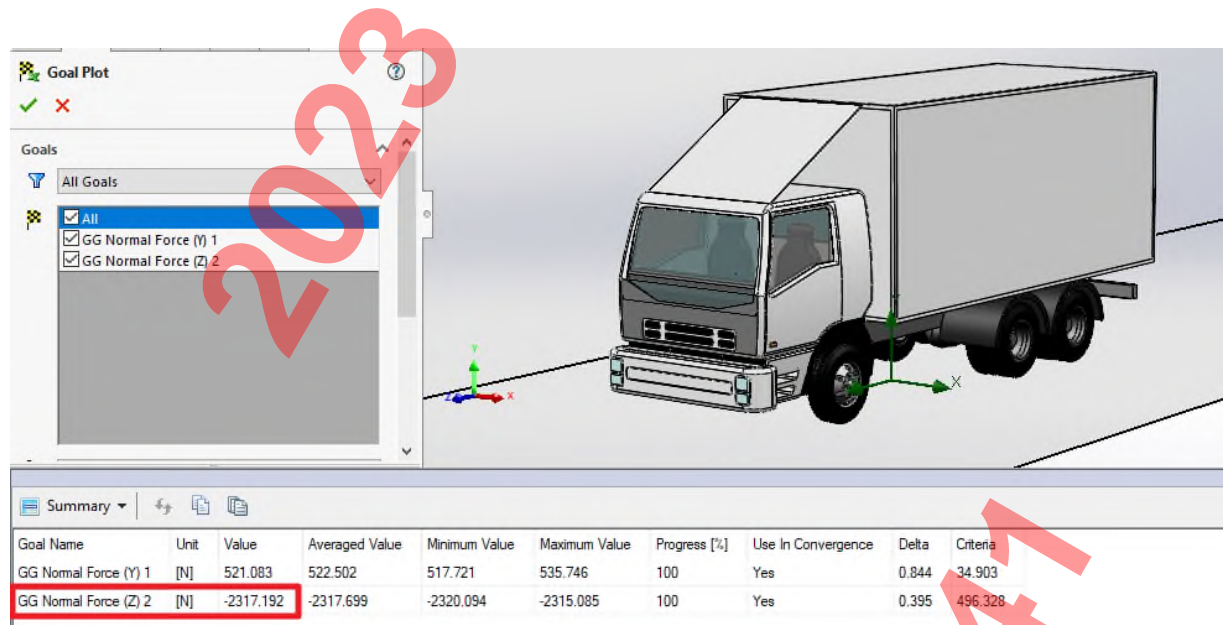 Goal Plot
Goals
All Goals
All
GG Normal Force (Y) 1
GG Normal Force (Z) 2
2023
Y
X
Z
X
Y
Summary
Goal Name Unit Value Averaged Value Minimum Value Maximum Value Progress [%] Use In Convergence Delta Criteria
GG Normal Force (Y) 1 [N] 521.083 522.502 517.721 535.746 100 Yes 0.844 34.903
GG Normal Force (Z) 2 [N] -2317.192 -2317.699 -2320.094 -2315.085 100 Yes 0.395 496.328
41